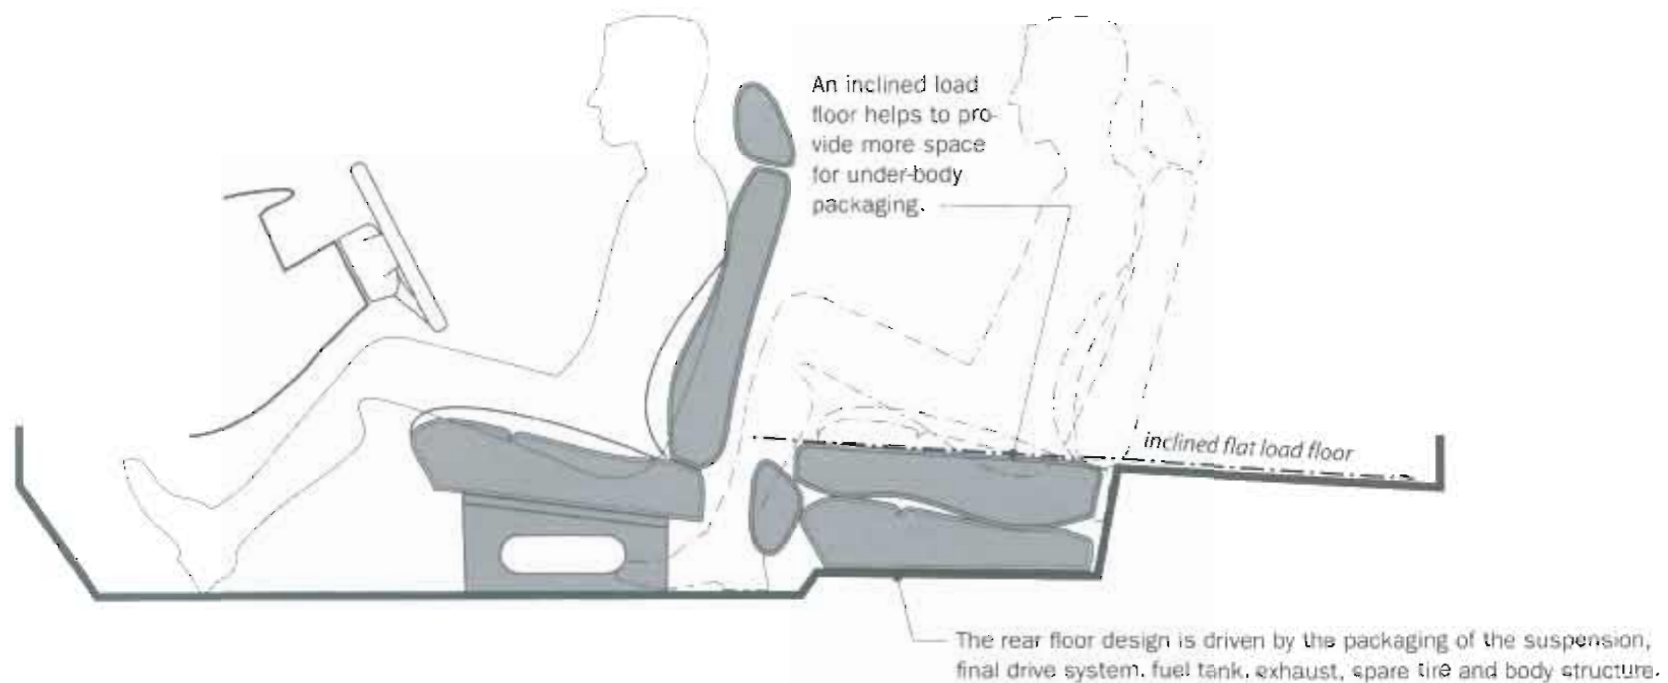 An inclined load
floor helps to pro-
vide more space
for under-body
packaging.
inclined flat load floor
The rear floor design is driven by the packaging of the suspension,
final drive system, fuel tank, exhaust, spare tire and body structure.